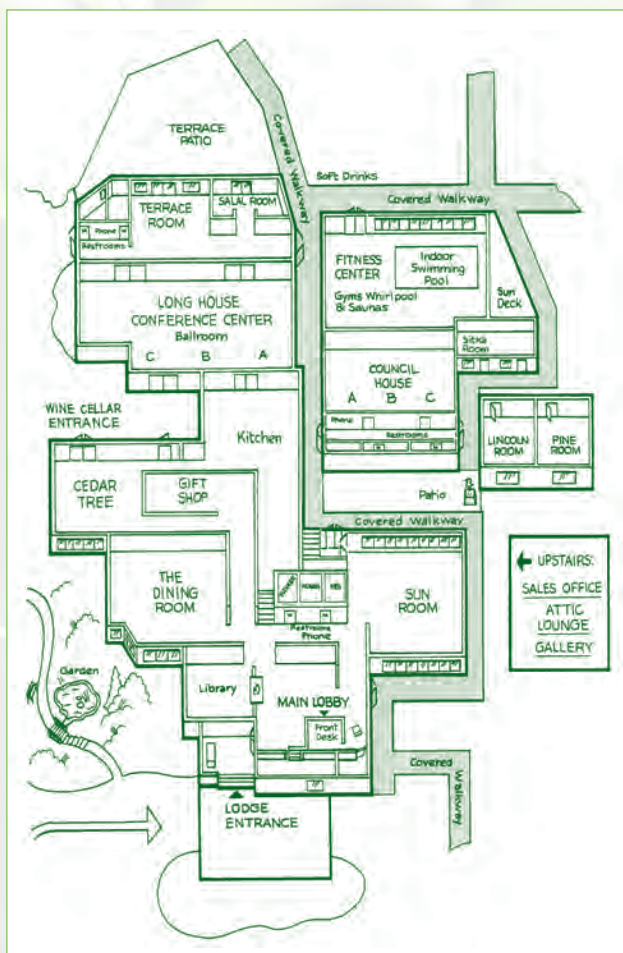 TERRACE
PATIO
Covered Walkway
Soft Drinks
Covered Walkway
TERRACE
ROOM
SALAL ROOM
Phone
Restrooms
FITNESS
CENTER
Indoor
Swimming
Pool
Gyms Whirlpool
& Saunas
Sun
Deck
LONG HOUSE
CONFERENCE CENTER
Ballroom
C B A
Sitka
Room
COUNCIL
HOUSE
A B C
Phone
Restrooms
WINE CELLAR
ENTRANCE
Kitchen
LINCOLN
ROOM
PINE
ROOM
CEDAR
TREE
GIFT
SHOP
Patio
Covered Walkway
THE
DINING
ROOM
WOMEN
MEN
SUN
ROOM
Restrooms
Phone
UPSTAIRS:
SALES OFFICE
ATTIC
LOUNGE
GALLERY
Garden
Library
MAIN LOBBY
Front
Desk
Covered
Walkway
LODGE
ENTRANCE